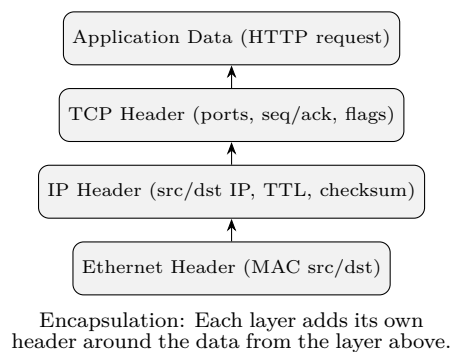 Application Data (HTTP request)
TCP Header (ports, seq/ack, flags)
IP Header (src/dst IP, TTL, checksum)
Ethernet Header (MAC src/dst)
Encapsulation: Each layer adds its own
header around the data from the layer above.